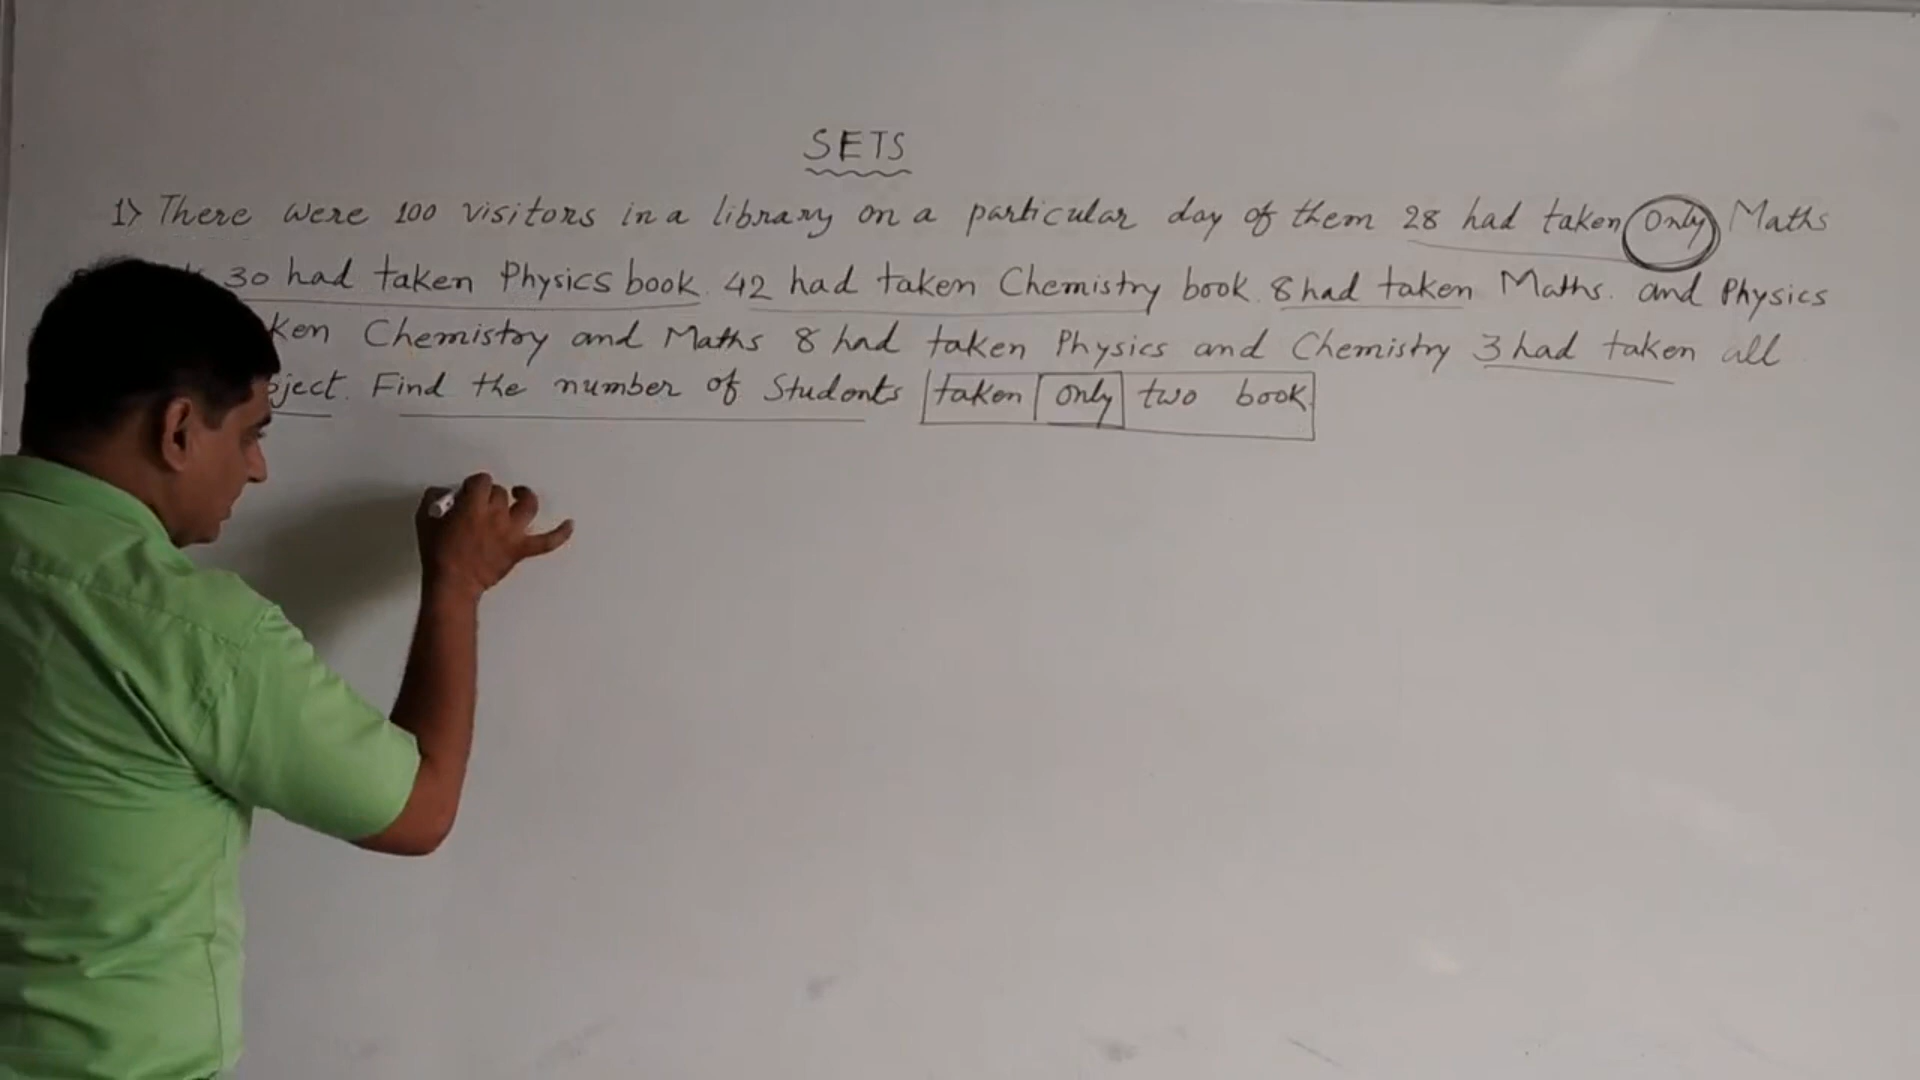 SETS
1) There were 100 visitors in a library on a particular day of them 28 had taken only Maths
30 had taken Physics book. 42 had taken Chemistry book. 8 had taken Maths. and Physics
ken Chemistry and Maths 8 had taken Physics and Chemistry 3 had taken all
ject. Find the number of Students taken only two book.